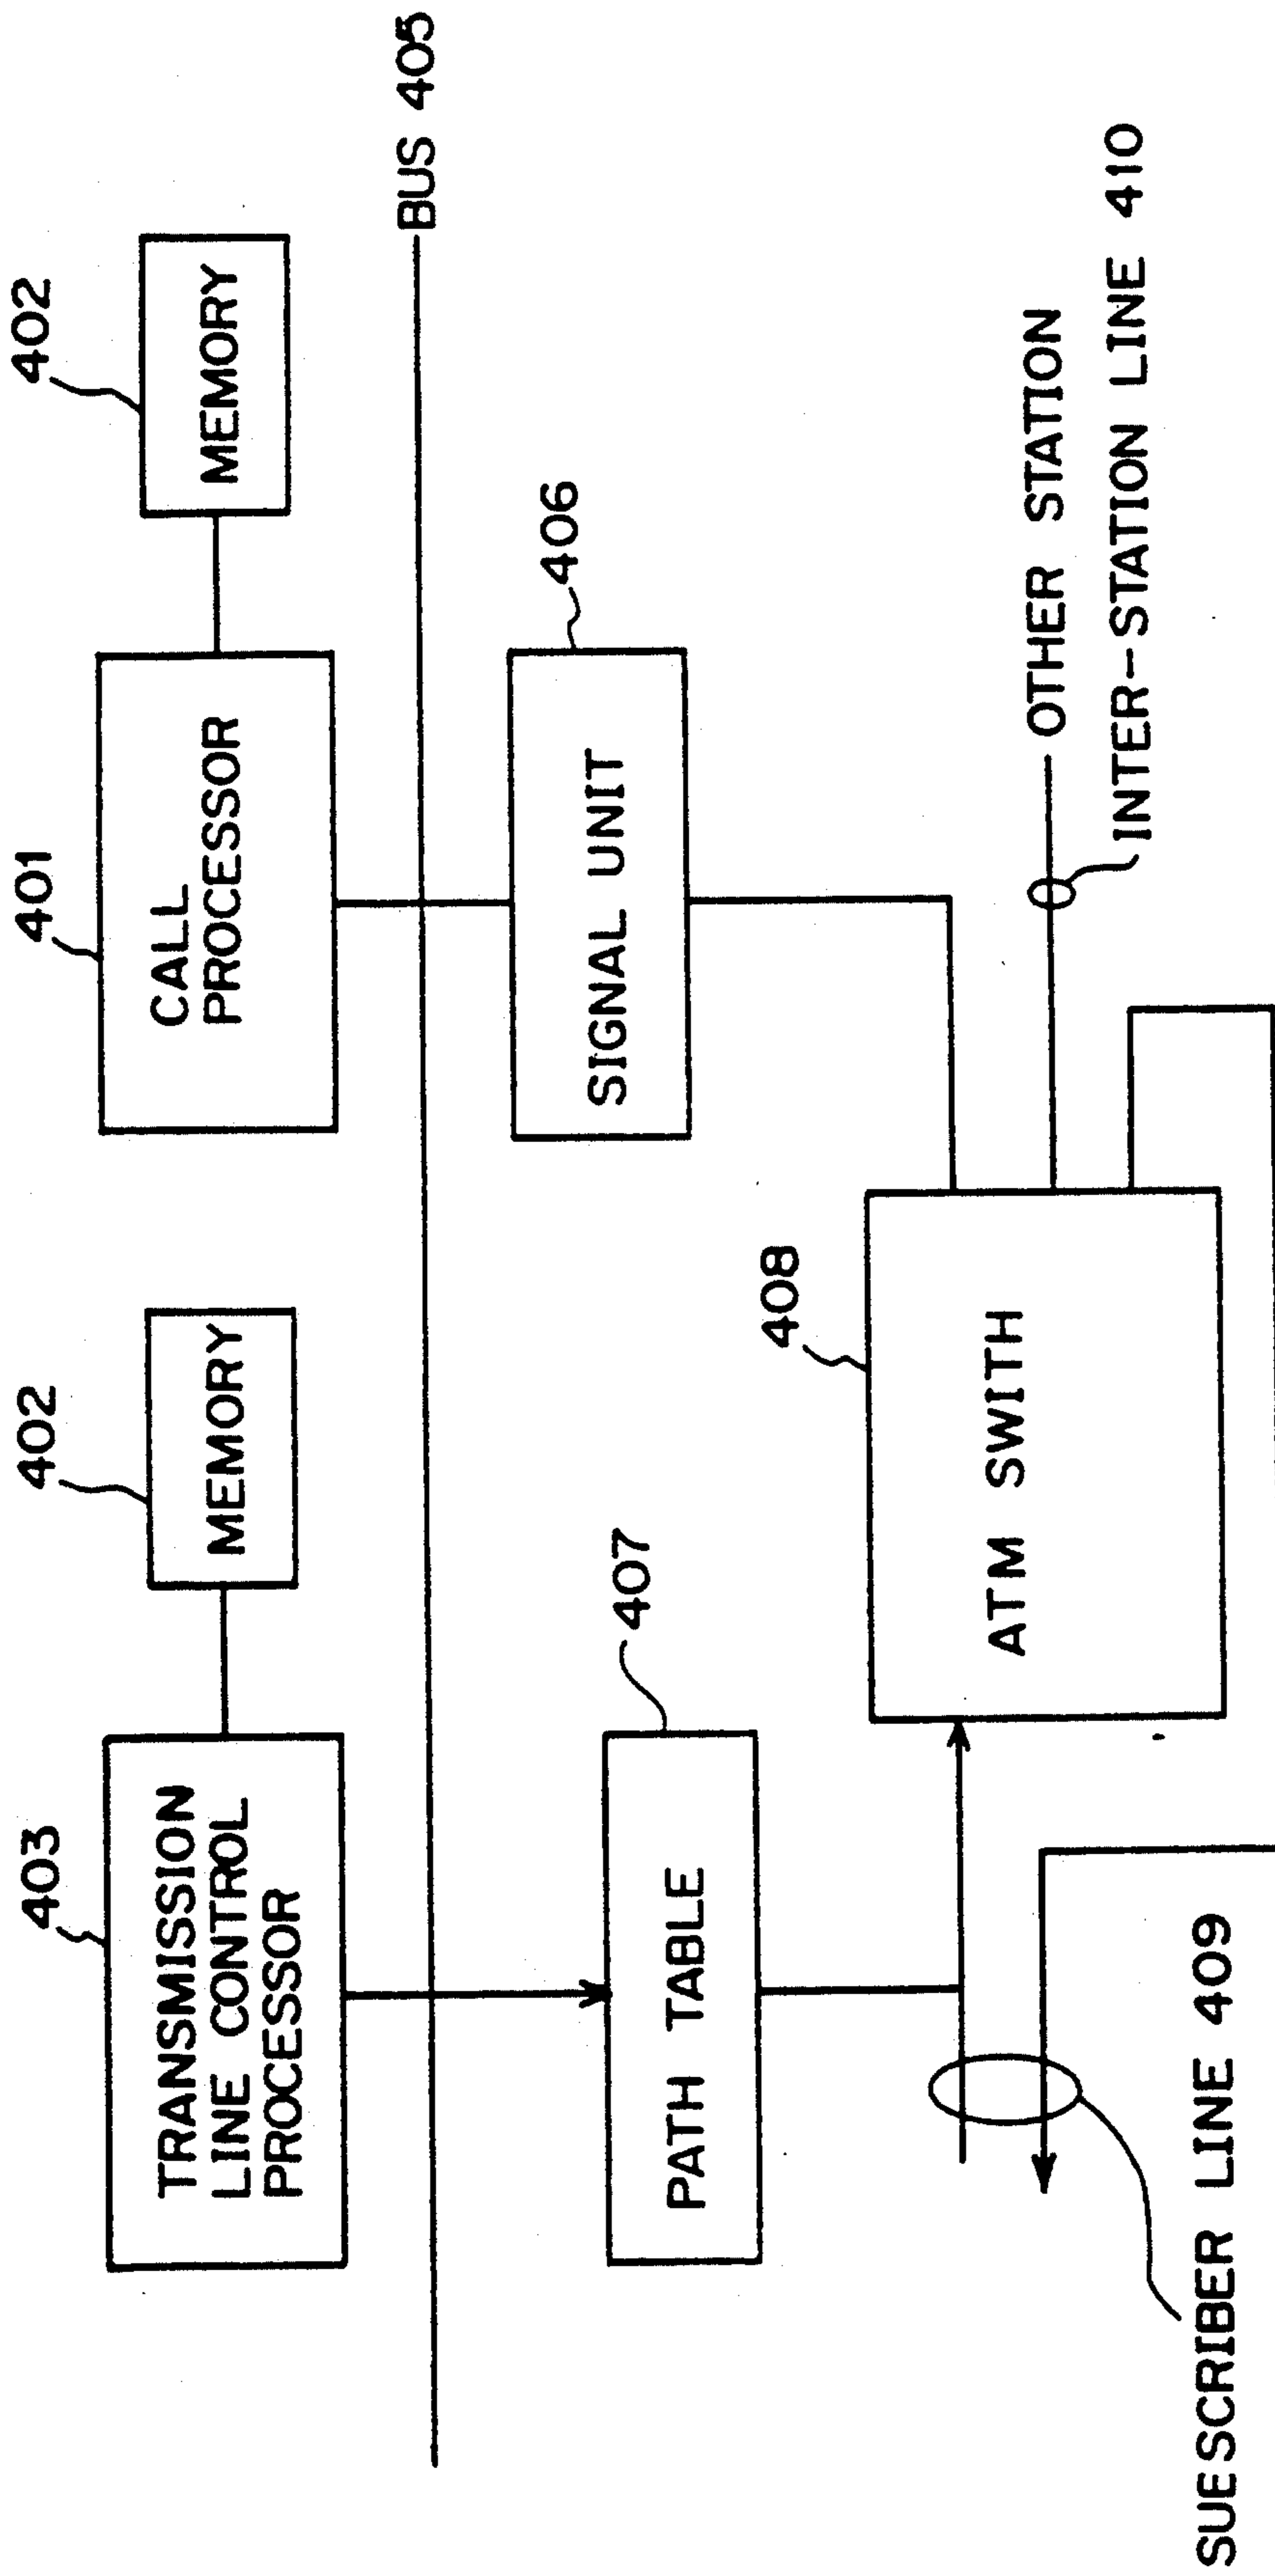 403
TRANSMISSION
LINE CONTROL
PROCESSOR
402
MEMORY
401
CALL
PROCESSOR
402
MEMORY
BUS 405
407
PATH TABLE
SIGNAL UNIT
406
408
ATM SWITH
OTHER STATION
INTER-STATION LINE 410
SUESCRIBER LINE 409